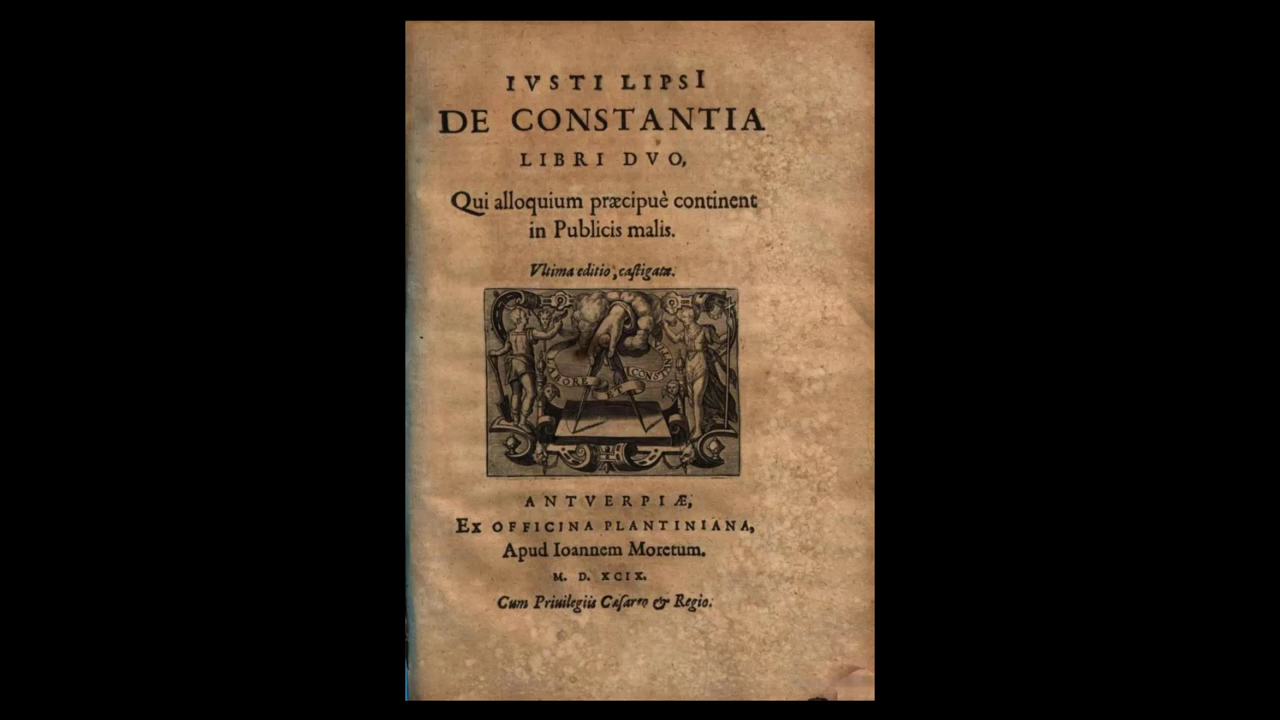 IVSTI LIPSI
DE CONSTANTIA
LIBRI DVO,
Qui alloquium præcipuè continent
in Publicis malis.
Vltima editio, castigata.
LABORE ET CONSTANTIA
ANTVERPIÆ,
EX OFFICINA PLANTINIANA,
Apud Ioannem Moretum.
M. D. XCIX.
Cum Priuilegiis Cæsareo & Regio.